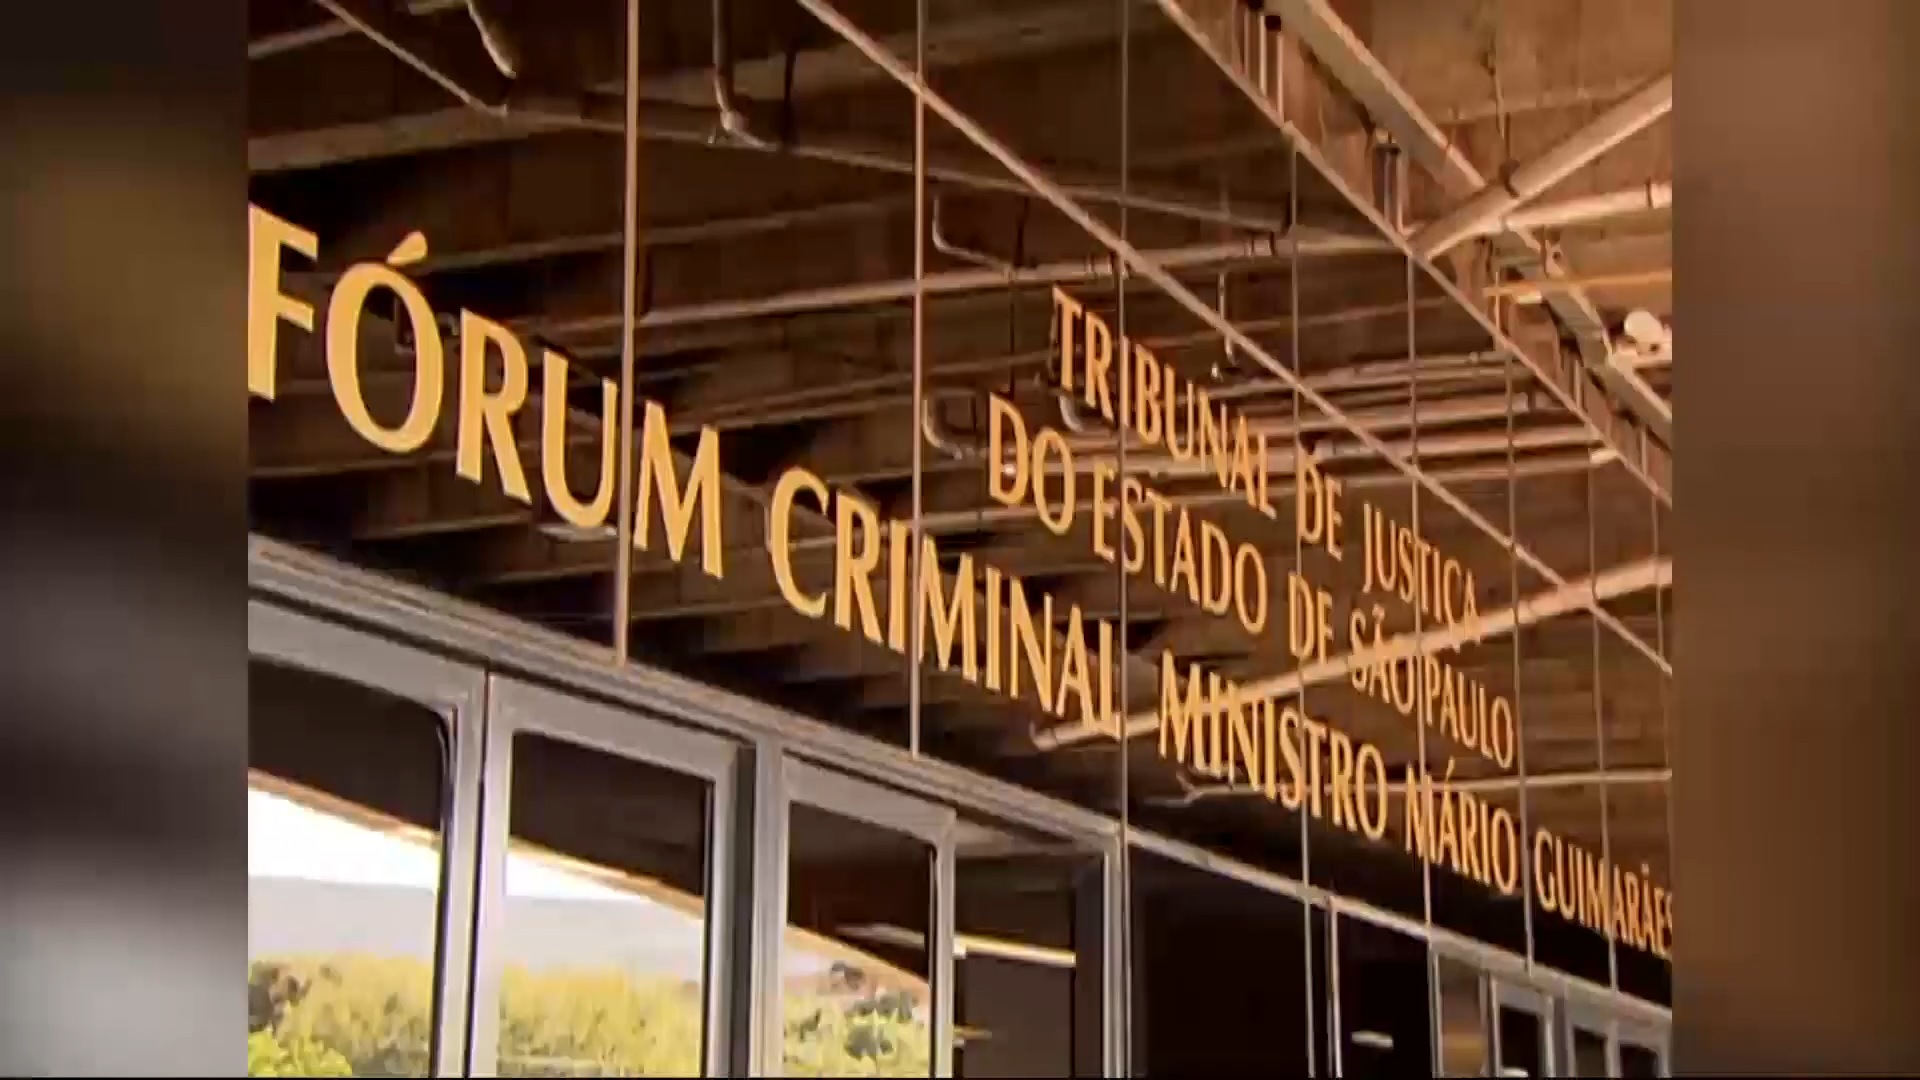 TRIBUNAL DE JUSTIÇA
DO ESTADO DE SÃO PAULO
FÓRUM CRIMINAL MINISTRO MÁRIO GUIMARÃES